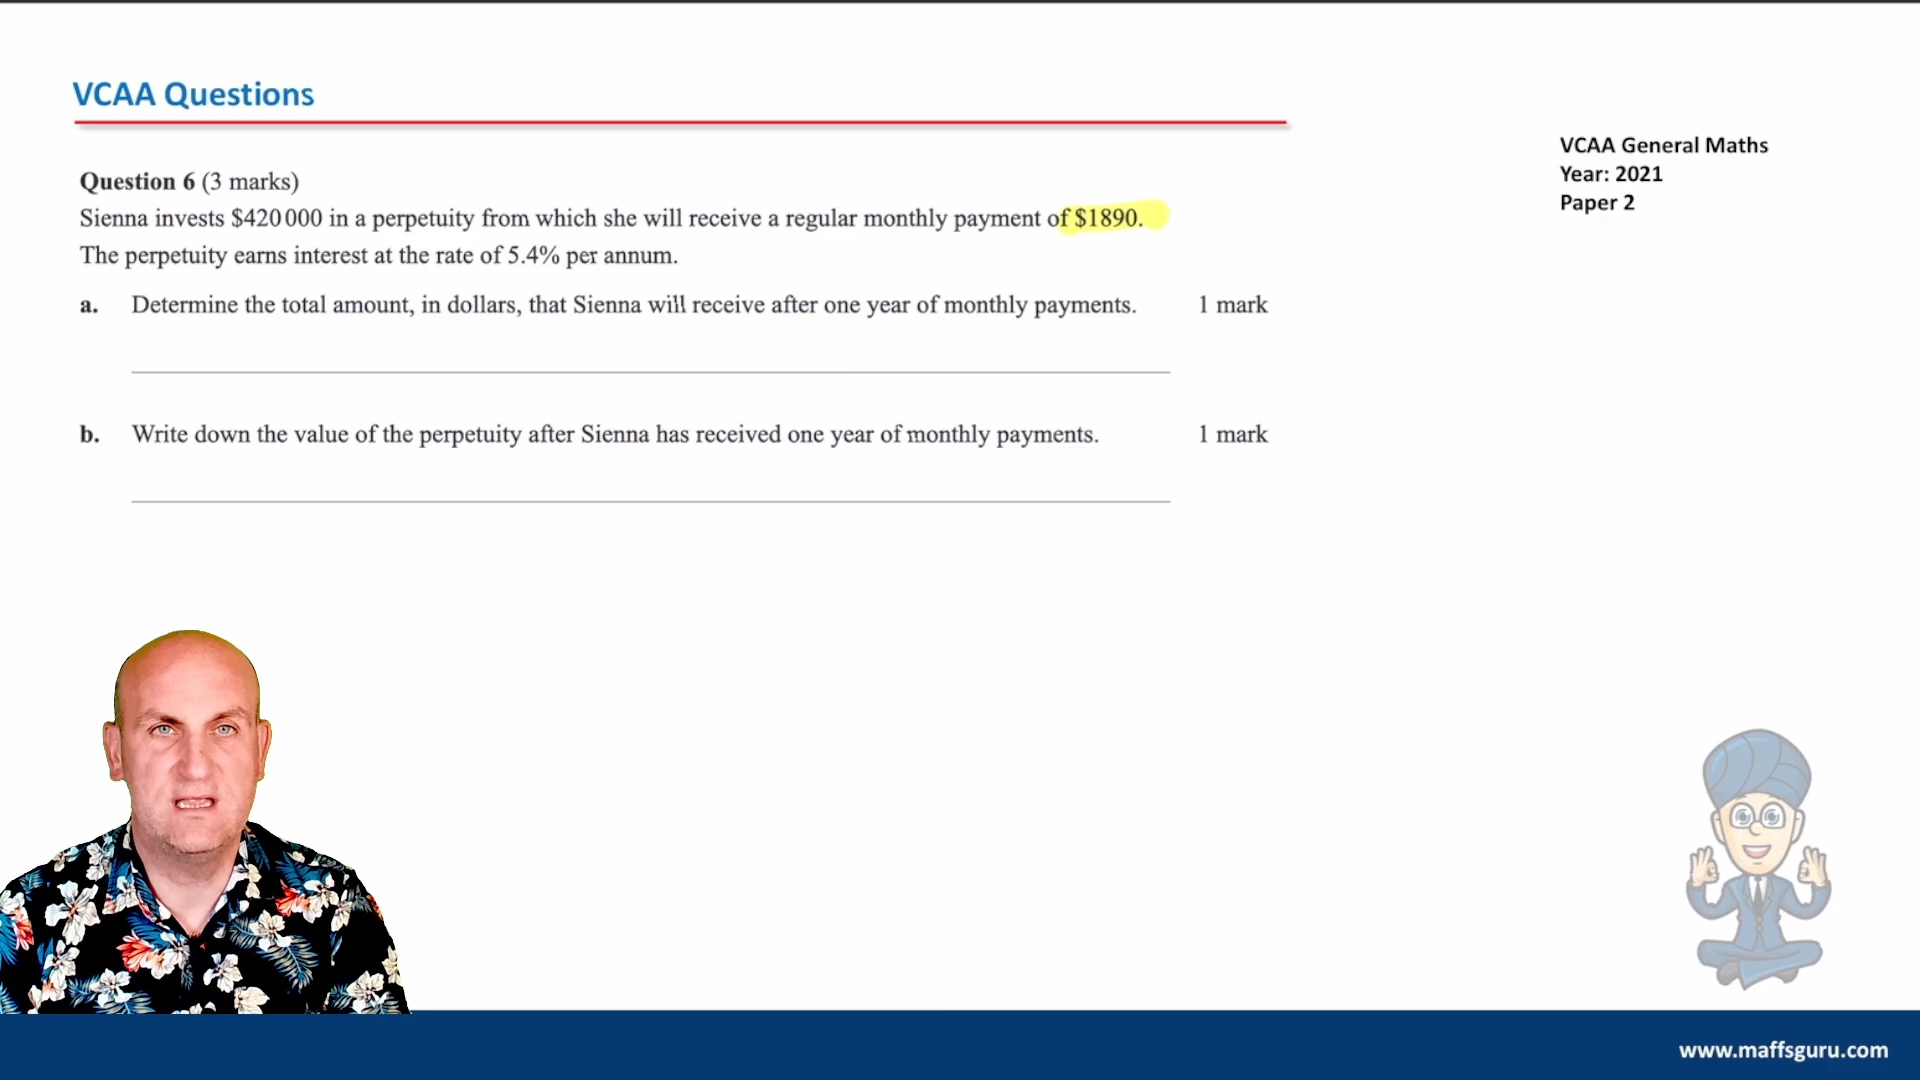 VCAA Questions
VCAA General Maths
Year: 2021
Paper 2
Question 6 (3 marks)
Sienna invests $420 000 in a perpetuity from which she will receive a regular monthly payment of $1890.
The perpetuity earns interest at the rate of 5.4% per annum.
a. Determine the total amount, in dollars, that Sienna will receive after one year of monthly payments. 1 mark
b. Write down the value of the perpetuity after Sienna has received one year of monthly payments. 1 mark
www.maffsguru.com